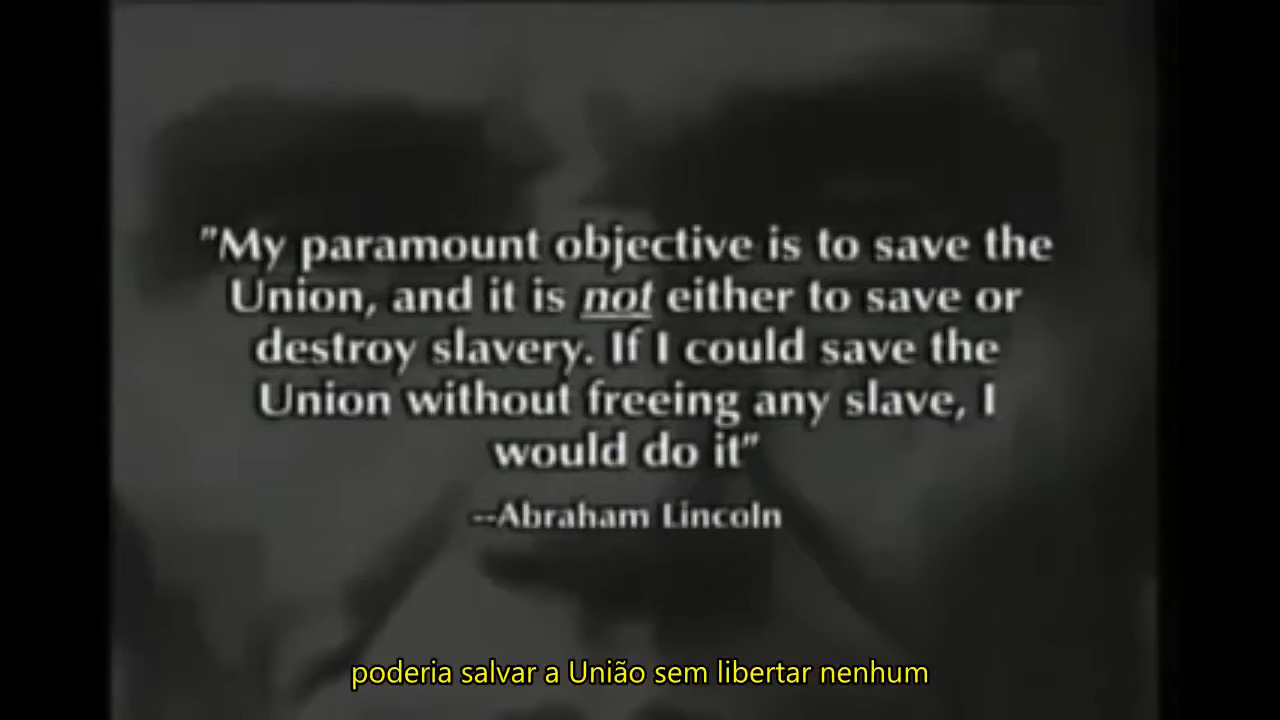 "My paramount objective is to save the
Union, and it is not either to save or
destroy slavery. If I could save the
Union without freeing any slave, I
would do it"
--Abraham Lincoln
poderia salvar a União sem libertar nenhum